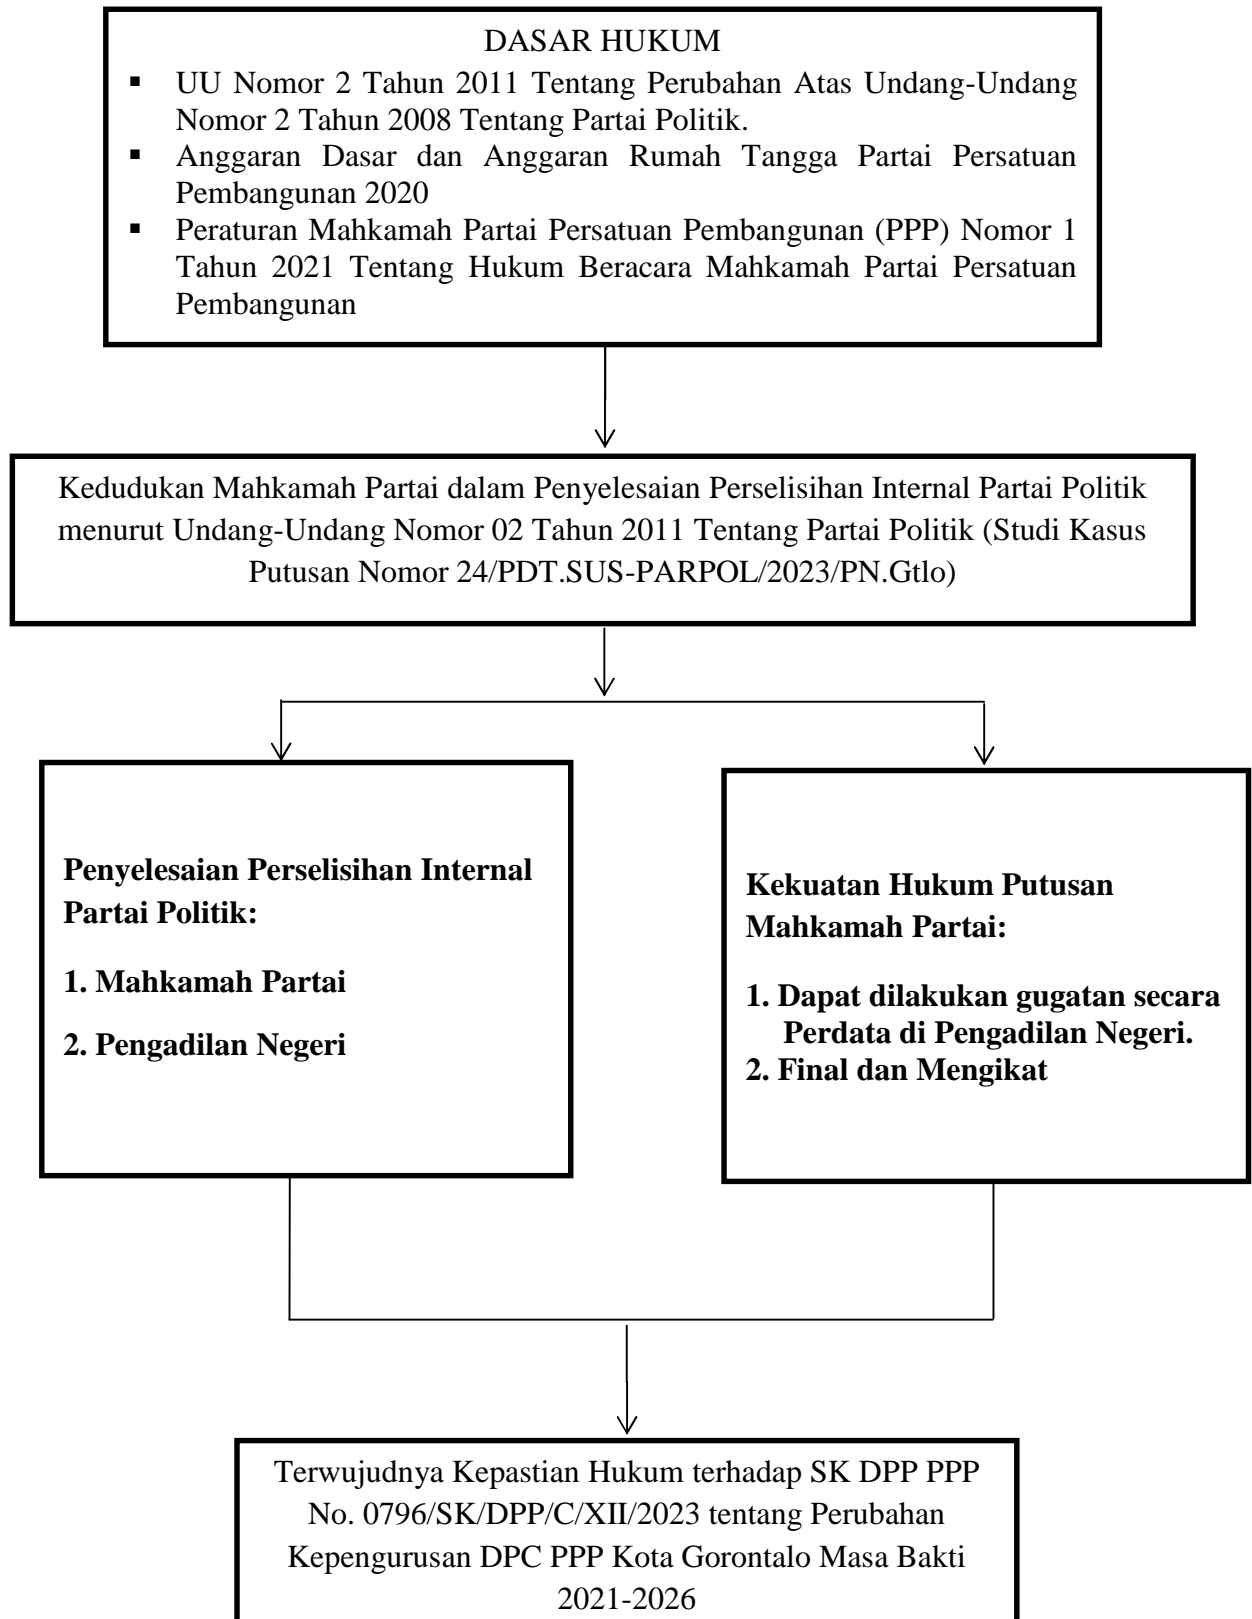 DASAR HUKUM
▪ UU Nomor 2 Tahun 2011 Tentang Perubahan Atas Undang-Undang
Nomor 2 Tahun 2008 Tentang Partai Politik.
▪ Anggaran Dasar dan Anggaran Rumah Tangga Partai Persatuan
Pembangunan 2020
▪ Peraturan Mahkamah Partai Persatuan Pembangunan (PPP) Nomor 1
Tahun 2021 Tentang Hukum Beracara Mahkamah Partai Persatuan
Pembangunan
Kedudukan Mahkamah Partai dalam Penyelesaian Perselisihan Internal Partai Politik
menurut Undang-Undang Nomor 02 Tahun 2011 Tentang Partai Politik (Studi Kasus
Putusan Nomor 24/PDT.SUS-PARPOL/2023/PN.Gtlo)
Penyelesaian Perselisihan Internal
Partai Politik:
1. Mahkamah Partai
2. Pengadilan Negeri
Kekuatan Hukum Putusan
Mahkamah Partai:
1. Dapat dilakukan gugatan secara
Perdata di Pengadilan Negeri.
2. Final dan Mengikat
Terwujudnya Kepastian Hukum terhadap SK DPP PPP
No. 0796/SK/DPP/C/XII/2023 tentang Perubahan
Kepengurusan DPC PPP Kota Gorontalo Masa Bakti
2021-2026